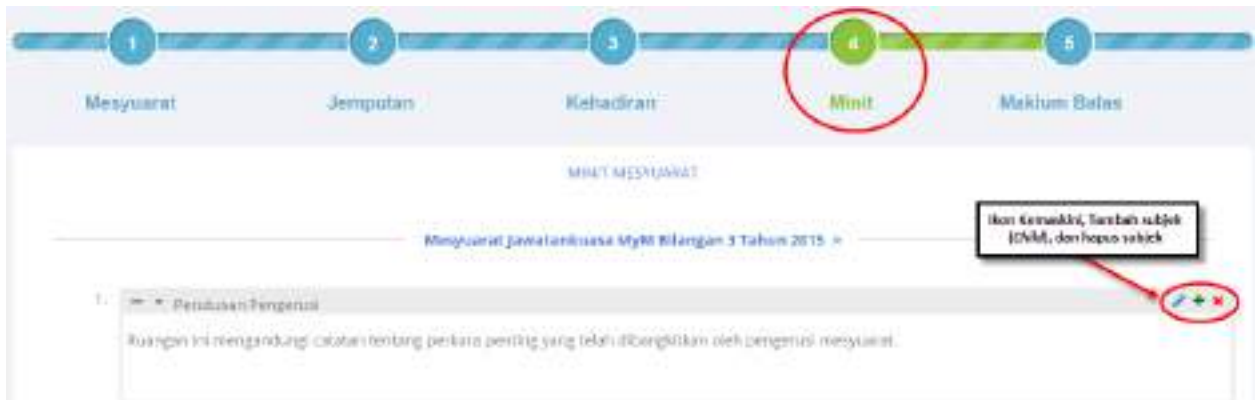 1 2 3 4 5
Mesyuarat Jemputan Kehadiran Minit Maklum Balas
MINIT MESYUARAT
Ikon Kemaskini, Tambah subjek
(Child), dan hapus subjek
Mesyuarat Jawatankuasa MyM Bilangan 3 Tahun 2015
1. Perutusan Pengerusi
Ruangan ini mengandungi catatan tentang perkara penting yang telah dibangkitkan oleh pengerusi mesyuarat.